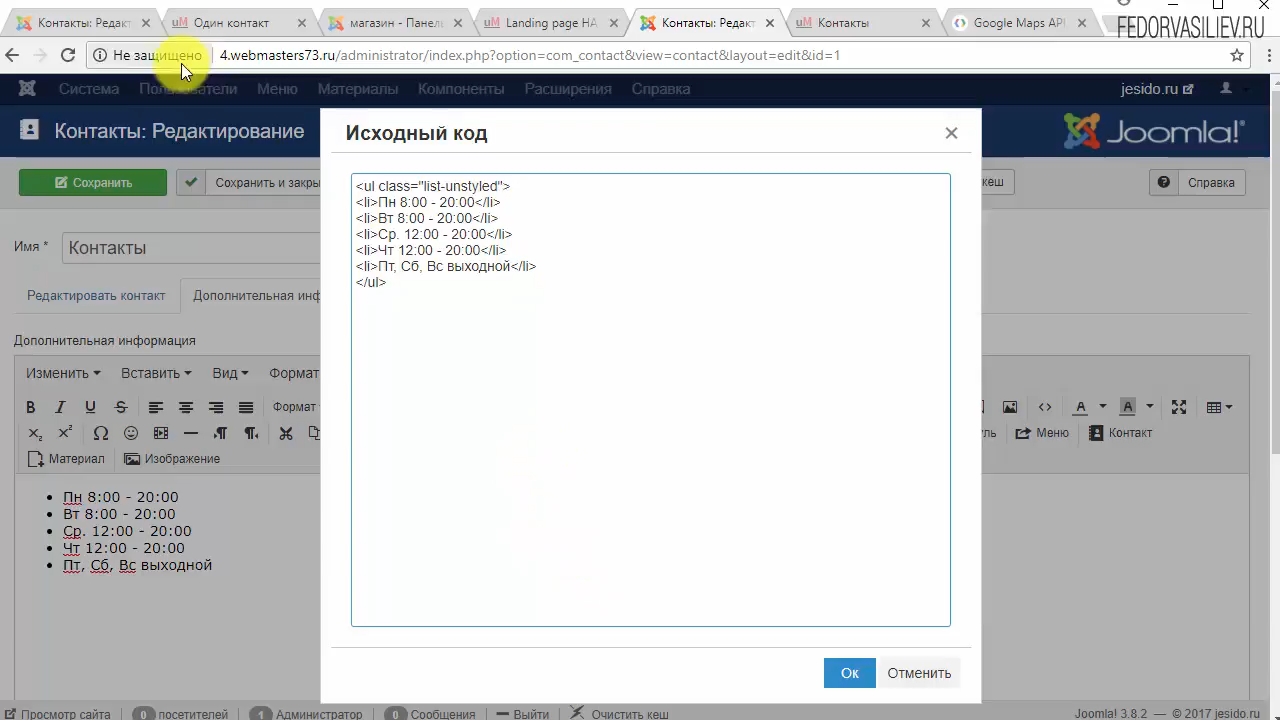 Контакты: Редакт
Один контакт
магазин - Панель
Landing page НА
Контакты: Редакт
Контакты
Google Maps API
FEDORVASILIEV.RU
Не защищено
4.webmasters73.ru/administrator/index.php?option=com_contact&view=contact&layout=edit&id=1
Система
Пользователи
Меню
Материалы
Компоненты
Расширения
Справка
jesido.ru
Контакты: Редактирование
Joomla!
Сохранить
Сохранить и закры
кеш
Справка
Имя *
Контакты
Редактировать контакт
Дополнительная инф
Дополнительная информация
Изменить
Вставить
Вид
Формат
Формат
Меню
Контакт
Материал
Изображение
Пн 8:00 - 20:00
Вт 8:00 - 20:00
Ср. 12:00 - 20:00
Чт 12:00 - 20:00
Пт, Сб, Вс выходной
Исходный код
<ul class="list-unstyled">
<li>Пн 8:00 - 20:00</li>
<li>Вт 8:00 - 20:00</li>
<li>Ср. 12:00 - 20:00</li>
<li>Чт 12:00 - 20:00</li>
<li>Пт, Сб, Вс выходной</li>
</ul>
Ок
Отменить
Просмотр сайта
0 посетителей
1 Администратор
0 Сообщения
Выйти
Очистить кеш
Joomla! 3.8.2 — © 2017 jesido.ru